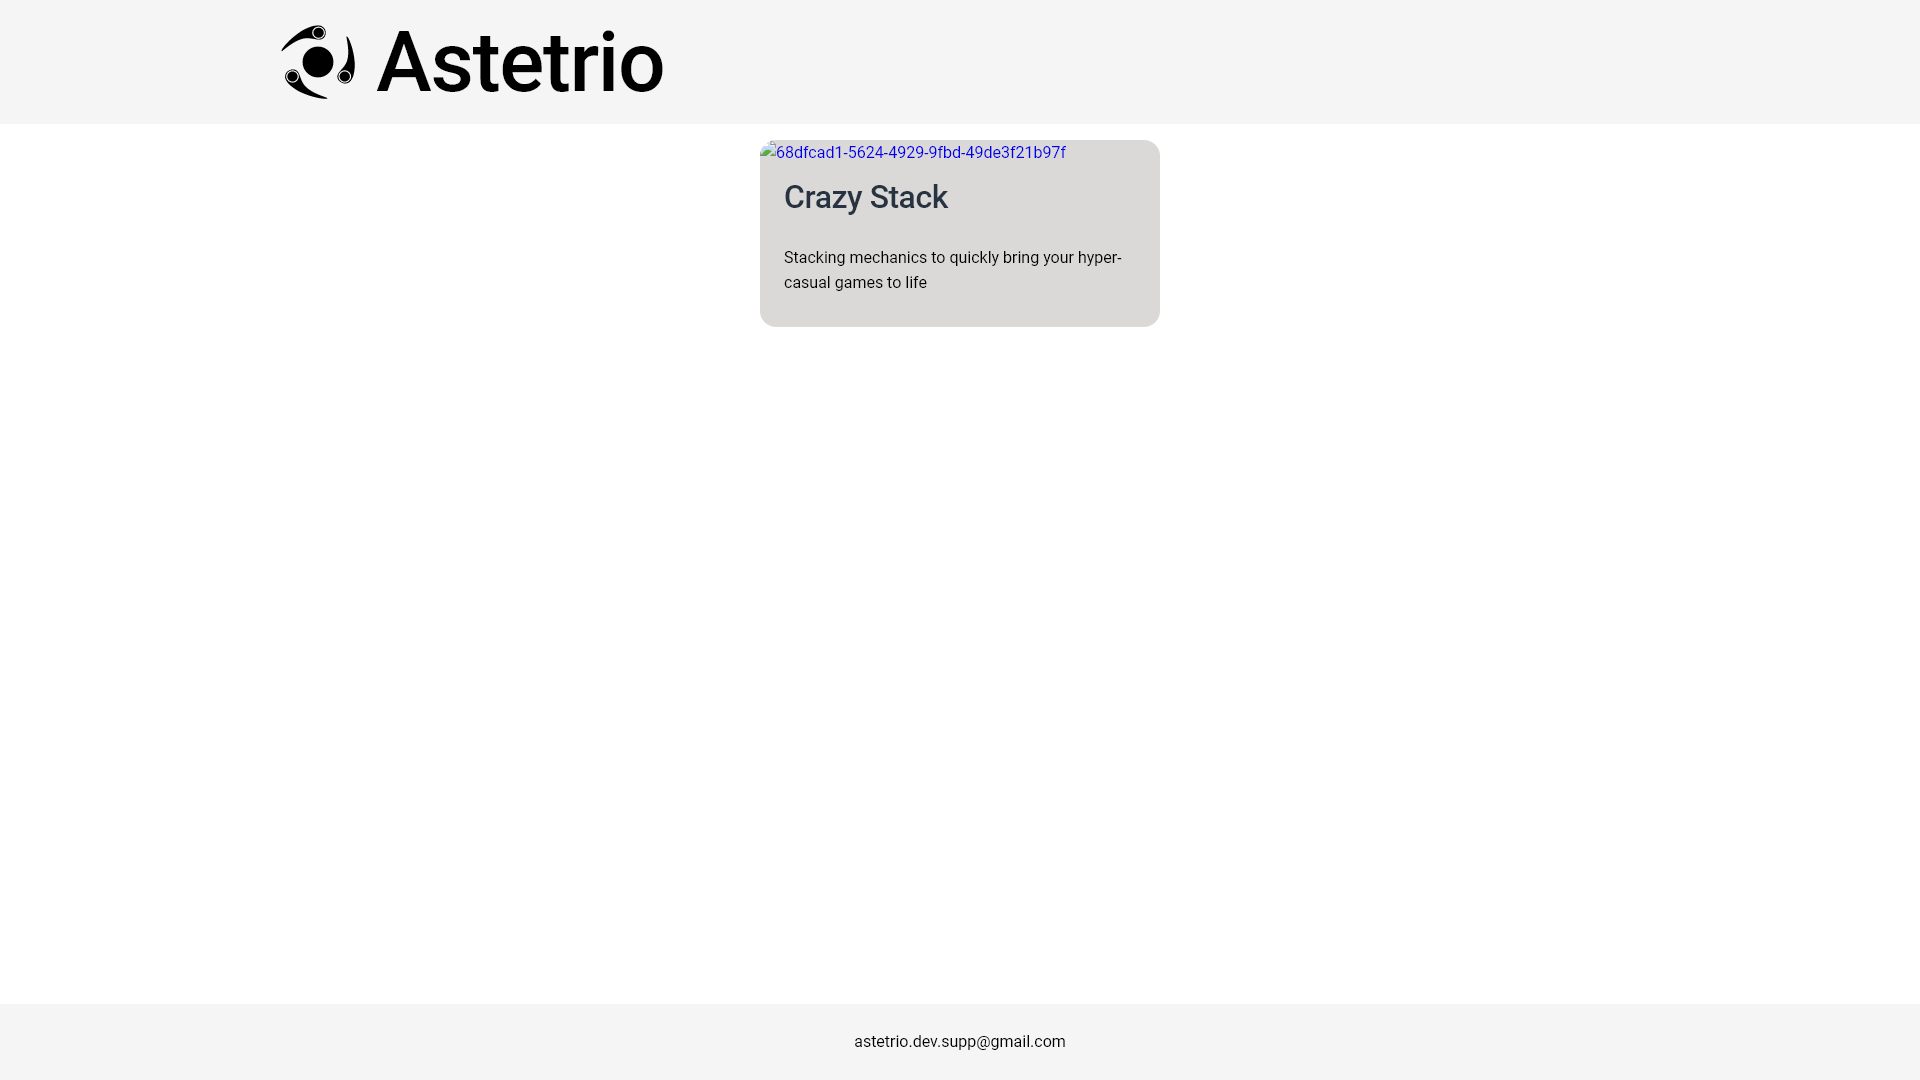 Astetrio
68dfcad1-5624-4929-9fbd-49de3f21b97f
Crazy Stack
Stacking mechanics to quickly bring your hyper-
casual games to life
astetrio.dev.supp@gmail.com